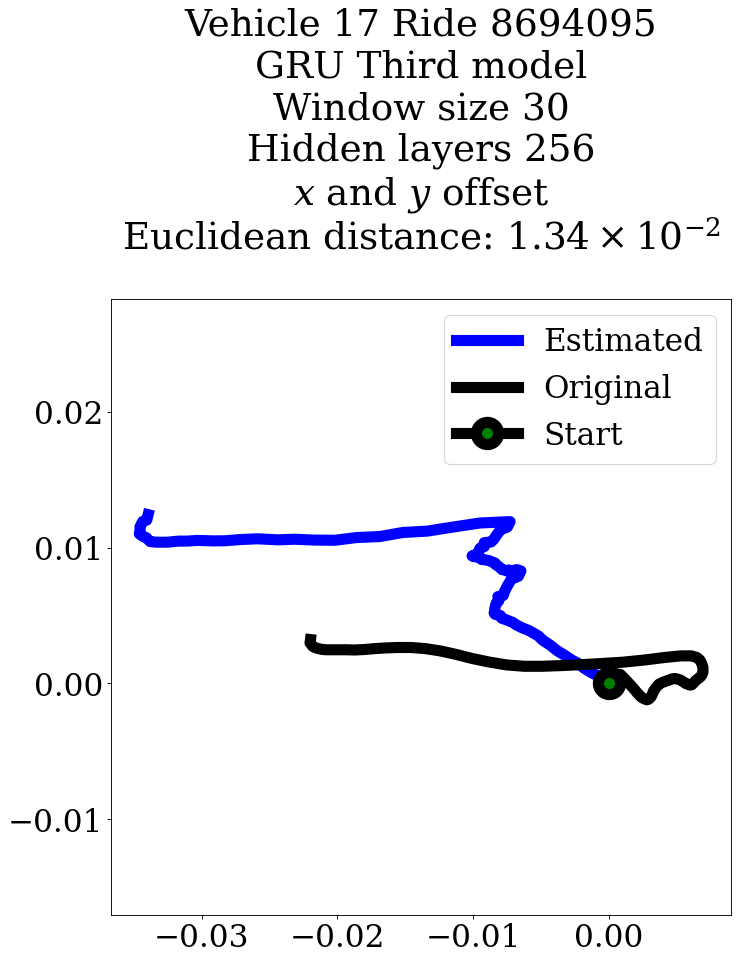 Vehicle 17 Ride 8694095
GRU Third model
Window size 30
Hidden layers 256
x and y offset
Euclidean distance: 1.34 × 10⁻²
Estimated
Original
Start
0.02
0.01
0.00
−0.01
−0.03
−0.02
−0.01
0.00